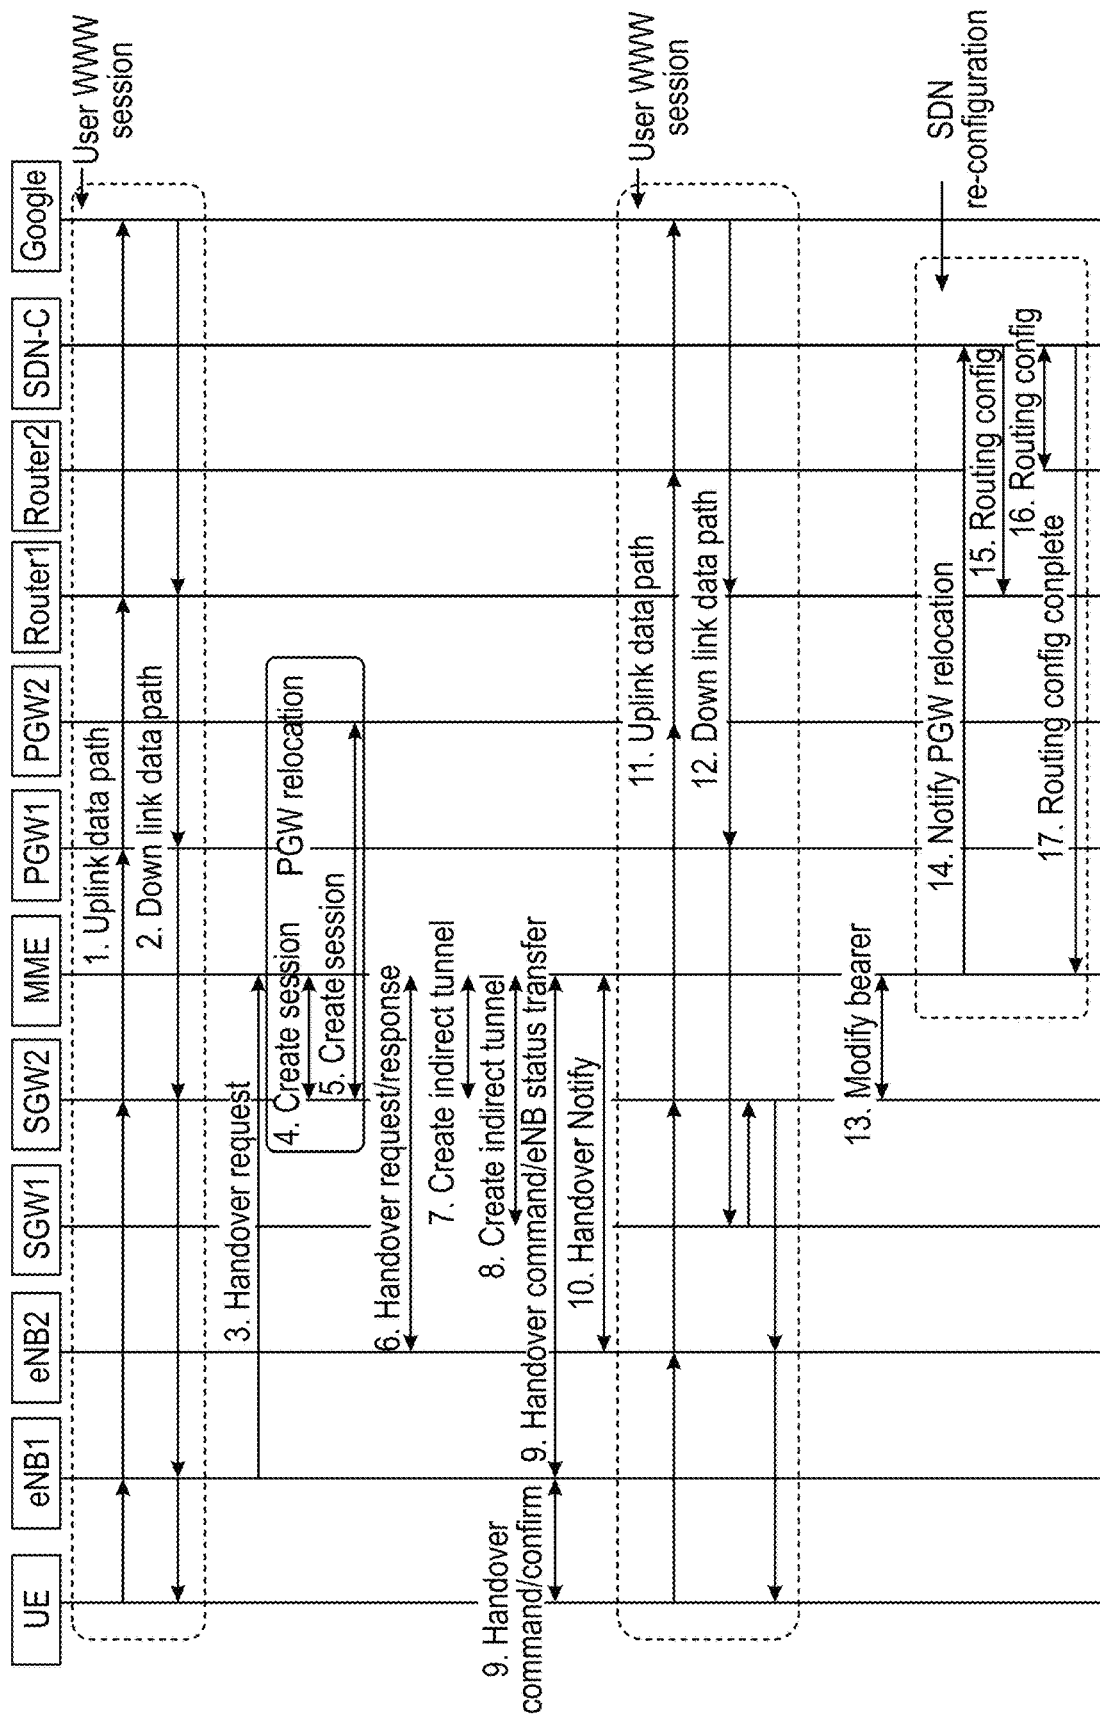 UE
eNB1
eNB2
SGW1
SGW2
MME
PGW1
PGW2
Router1
Router2
SDN-C
Google
User WWW
session
1. Uplink data path
2. Down link data path
3. Handover request
4. Create session
PGW relocation
5. Create session
6. Handover request/response
7. Create indirect tunnel
8. Create indirect tunnel
9. Handover
command/confirm
9. Handover command/eNB status transfer
10. Handover Notify
User WWW
session
11. Uplink data path
12. Down link data path
13. Modify bearer
SDN
re-configuration
14. Notify PGW relocation
15. Routing config
16. Routing config
17. Routing config conplete